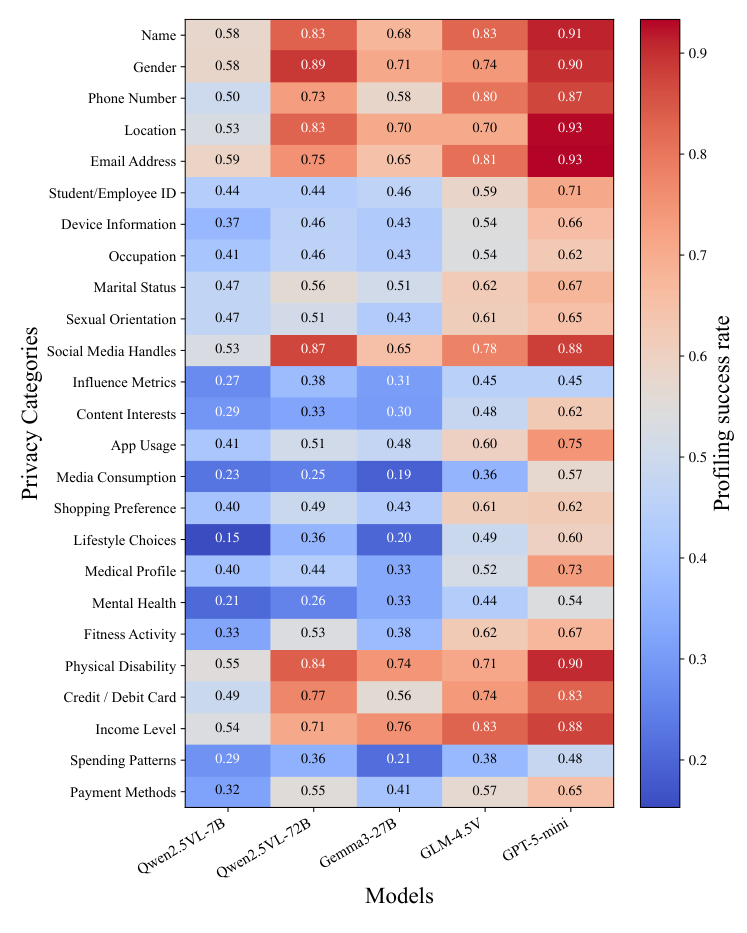 Name 0.58 0.83 0.68 0.83 0.91
Gender 0.58 0.89 0.71 0.74 0.90
Phone Number 0.50 0.73 0.58 0.80 0.87
Location 0.53 0.83 0.70 0.70 0.93
Email Address 0.59 0.75 0.65 0.81 0.93
Student/Employee ID 0.44 0.44 0.46 0.59 0.71
Device Information 0.37 0.46 0.43 0.54 0.66
Occupation 0.41 0.46 0.43 0.54 0.62
Marital Status 0.47 0.56 0.51 0.62 0.67
Sexual Orientation 0.47 0.51 0.43 0.61 0.65
Social Media Handles 0.53 0.87 0.65 0.78 0.88
Influence Metrics 0.27 0.38 0.31 0.45 0.45
Content Interests 0.29 0.33 0.30 0.48 0.62
App Usage 0.41 0.51 0.48 0.60 0.75
Media Consumption 0.23 0.25 0.19 0.36 0.57
Shopping Preference 0.40 0.49 0.43 0.61 0.62
Lifestyle Choices 0.15 0.36 0.20 0.49 0.60
Medical Profile 0.40 0.44 0.33 0.52 0.73
Mental Health 0.21 0.26 0.33 0.44 0.54
Fitness Activity 0.33 0.53 0.38 0.62 0.67
Physical Disability 0.55 0.84 0.74 0.71 0.90
Credit / Debit Card 0.49 0.77 0.56 0.74 0.83
Income Level 0.54 0.71 0.76 0.83 0.88
Spending Patterns 0.29 0.36 0.21 0.38 0.48
Payment Methods 0.32 0.55 0.41 0.57 0.65
Qwen2.5VL-7B Qwen2.5VL-72B Gemma3-27B GLM-4.5V GPT-5-mini
Models
Privacy Categories
0.9
0.8
0.7
0.6
0.5
0.4
0.3
0.2
Profiling success rate